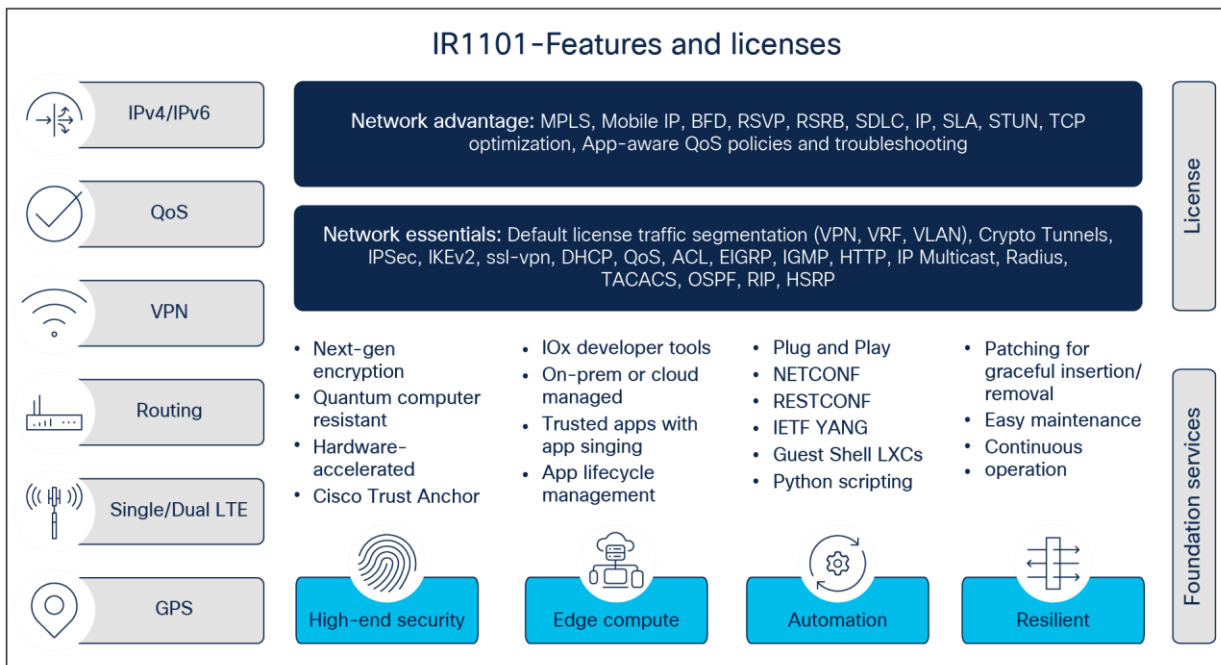 IR1101-Features and licenses
IPv4/IPv6
QoS
VPN
Routing
Single/Dual LTE
GPS
Network advantage: MPLS, Mobile IP, BFD, RSVP, RSRB, SDLC, IP, SLA, STUN, TCP
optimization, App-aware QoS policies and troubleshooting
Network essentials: Default license traffic segmentation (VPN, VRF, VLAN), Crypto Tunnels,
IPSec, IKEv2, ssl-vpn, DHCP, QoS, ACL, EIGRP, IGMP, HTTP, IP Multicast, Radius,
TACACS, OSPF, RIP, HSRP
License
• Next-gen
encryption
• Quantum computer
resistant
• Hardware-
accelerated
• Cisco Trust Anchor
High-end security
• IOx developer tools
• On-prem or cloud
managed
• Trusted apps with
app singing
• App lifecycle
management
Edge compute
• Plug and Play
• NETCONF
• RESTCONF
• IETF YANG
• Guest Shell LXCs
• Python scripting
Automation
• Patching for
graceful insertion/
removal
• Easy maintenance
• Continuous
• operation
Resilient
Foundation services